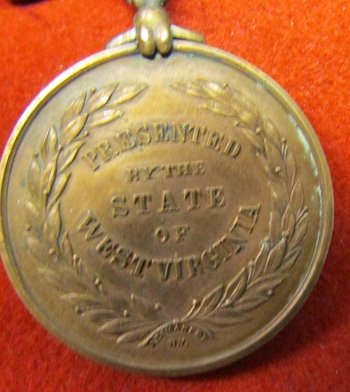 PRESENTED
BY THE
STATE
OF
WEST VIRGINIA